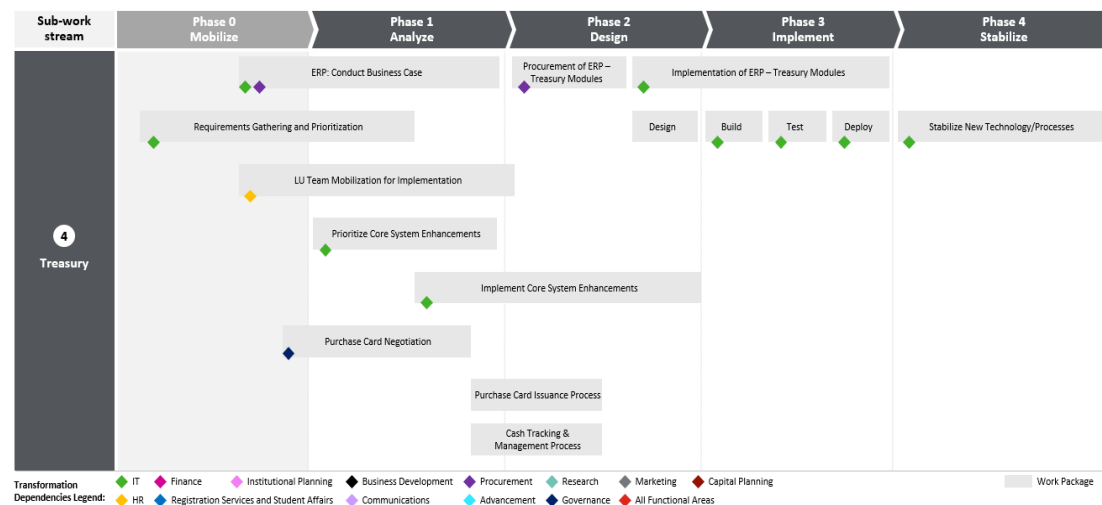 Sub-work
stream
Phase 0
Mobilize
Phase 1
Analyze
Phase 2
Design
Phase 3
Implement
Phase 4
Stabilize
4
Treasury
ERP: Conduct Business Case
Procurement of ERP –
Treasury Modules
Implementation of ERP – Treasury Modules
Requirements Gathering and Prioritization
Design
Build
Test
Deploy
Stabilize New Technology/Processes
LU Team Mobilization for Implementation
Prioritize Core System Enhancements
Implement Core System Enhancements
Purchase Card Negotiation
Purchase Card Issuance Process
Cash Tracking &
Management Process
Transformation
Dependencies Legend:
IT
Finance
Institutional Planning
Business Development
Procurement
Research
Marketing
Capital Planning
Work Package
HR
Registration Services and Student Affairs
Communications
Advancement
Governance
All Functional Areas